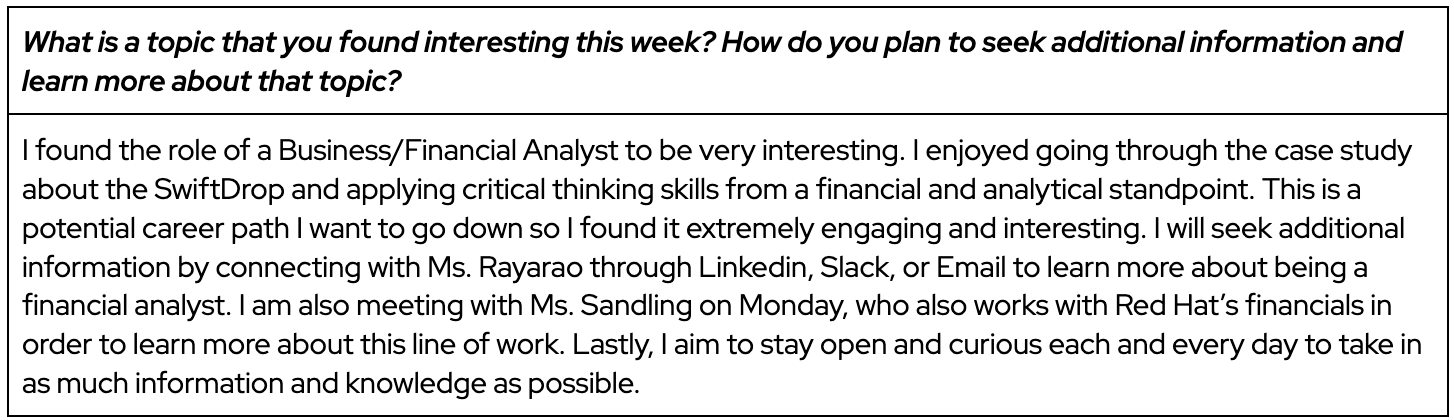 What is a topic that you found interesting this week? How do you plan to seek additional information and
learn more about that topic?
I found the role of a Business/Financial Analyst to be very interesting. I enjoyed going through the case study
about the SwiftDrop and applying critical thinking skills from a financial and analytical standpoint. This is a
potential career path I want to go down so I found it extremely engaging and interesting. I will seek additional
information by connecting with Ms. Rayarao through Linkedin, Slack, or Email to learn more about being a
financial analyst. I am also meeting with Ms. Sandling on Monday, who also works with Red Hat’s financials in
order to learn more about this line of work. Lastly, I aim to stay open and curious each and every day to take in
as much information and knowledge as possible.